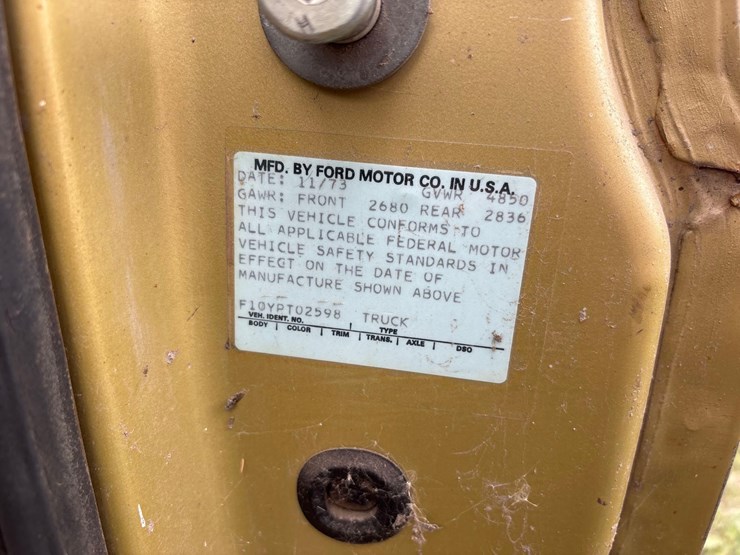 MFD. BY FORD MOTOR CO. IN U.S.A.
DATE: 11/73 GVWR 4850
GAWR: FRONT 2680 REAR 2836
THIS VEHICLE CONFORMS TO
ALL APPLICABLE FEDERAL MOTOR
VEHICLE SAFETY STANDARDS IN
EFFECT ON THE DATE OF
MANUFACTURE SHOWN ABOVE
F10YPT02598 TRUCK
VEH. IDENT. NO. TYPE
BODY COLOR TRIM TRANS. AXLE DSO